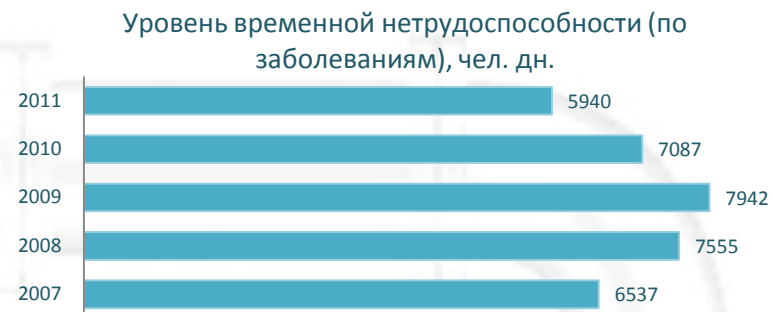 Уровень временной нетрудоспособности (по
заболеваниям), чел. дн.
2011 5940
2010 7087
2009 7942
2008 7555
2007 6537